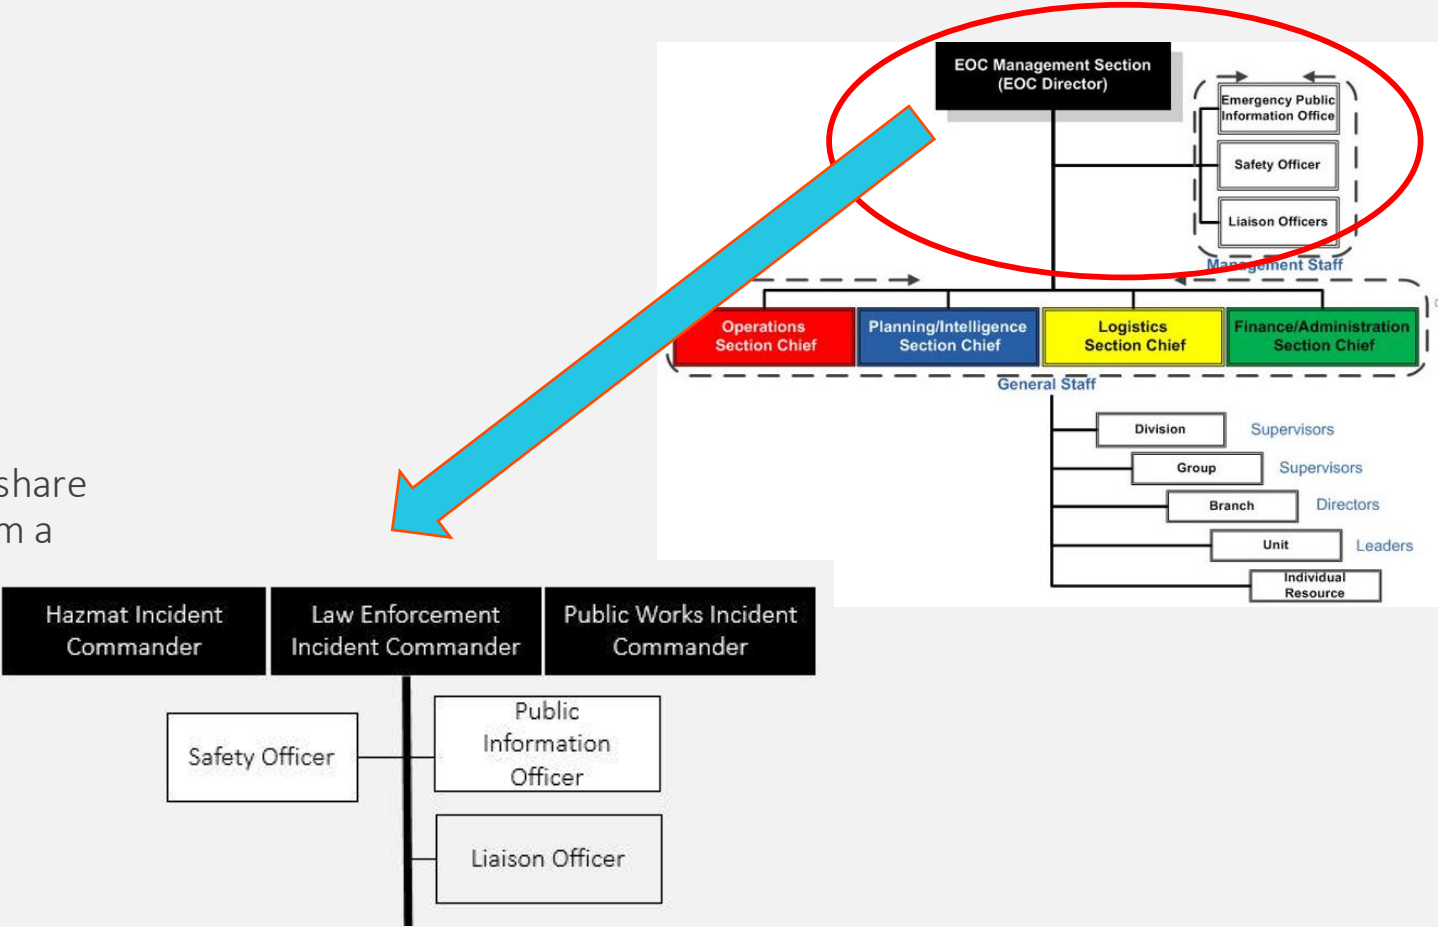 EOC Management Section
(EOC Director)
Emergency Public
Information Office
Safety Officer
Liaison Officers
Management Staff
Operations
Section Chief
Planning/Intelligence
Section Chief
Logistics
Section Chief
Finance/Administration
Section Chief
General Staff
Division
Supervisors
Group
Supervisors
Branch
Directors
Unit
Leaders
Individual
Resource
share
m a
Hazmat Incident
Commander
Law Enforcement
Incident Commander
Public Works Incident
Commander
Safety Officer
Public
Information
Officer
Liaison Officer